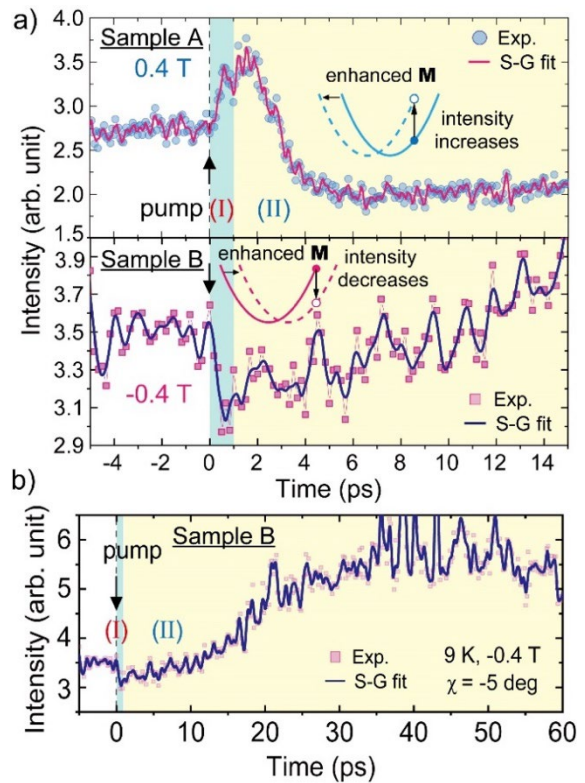 a)
Sample A
0.4 T
Exp.
S-G fit
enhanced M
intensity
increases
pump (I) (II)
4.0
3.5
3.0
2.5
2.0
1.5
Sample B
enhanced M
intensity
decreases
-0.4 T
Exp.
S-G fit
3.9
3.6
3.3
3.1
2.9
Intensity (arb. unit)
-4 -2 0 2 4 6 8 10 12 14
Time (ps)
b)
pump
Sample B
(I) (II)
Exp.
S-G fit
9 K, -0.4 T
χ = -5 deg
6
5
4
3
Intensity (arb. unit)
0 10 20 30 40 50 60
Time (ps)